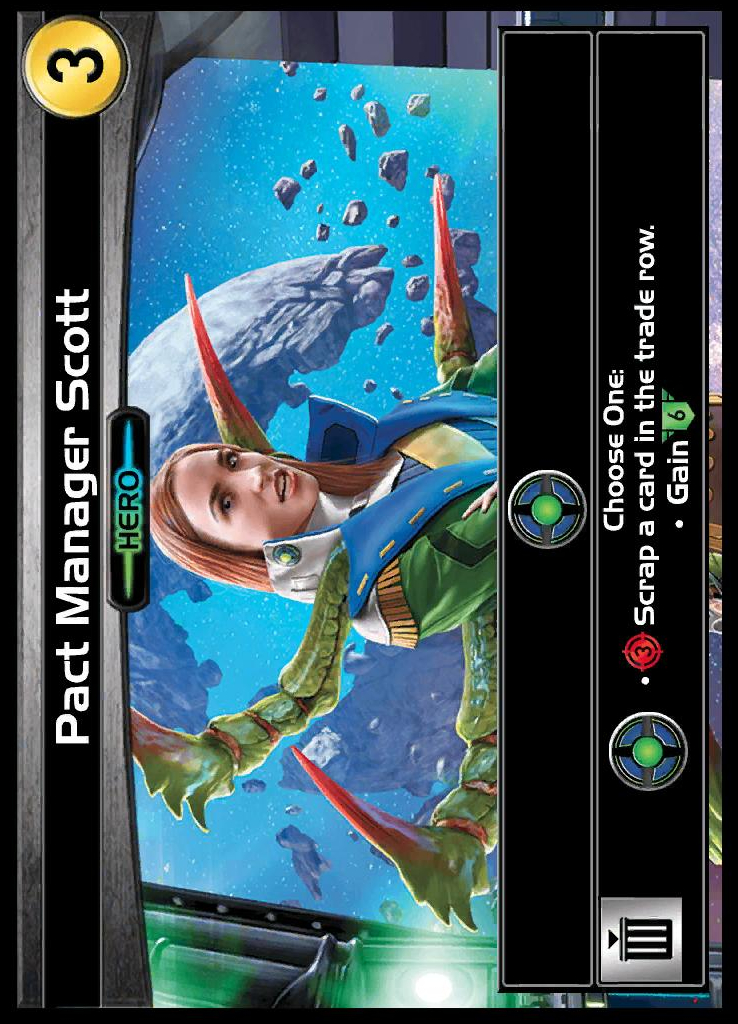 3
Pact Manager Scott
HERO
Choose One:
• 3 Scrap a card in the trade row.
• Gain 6